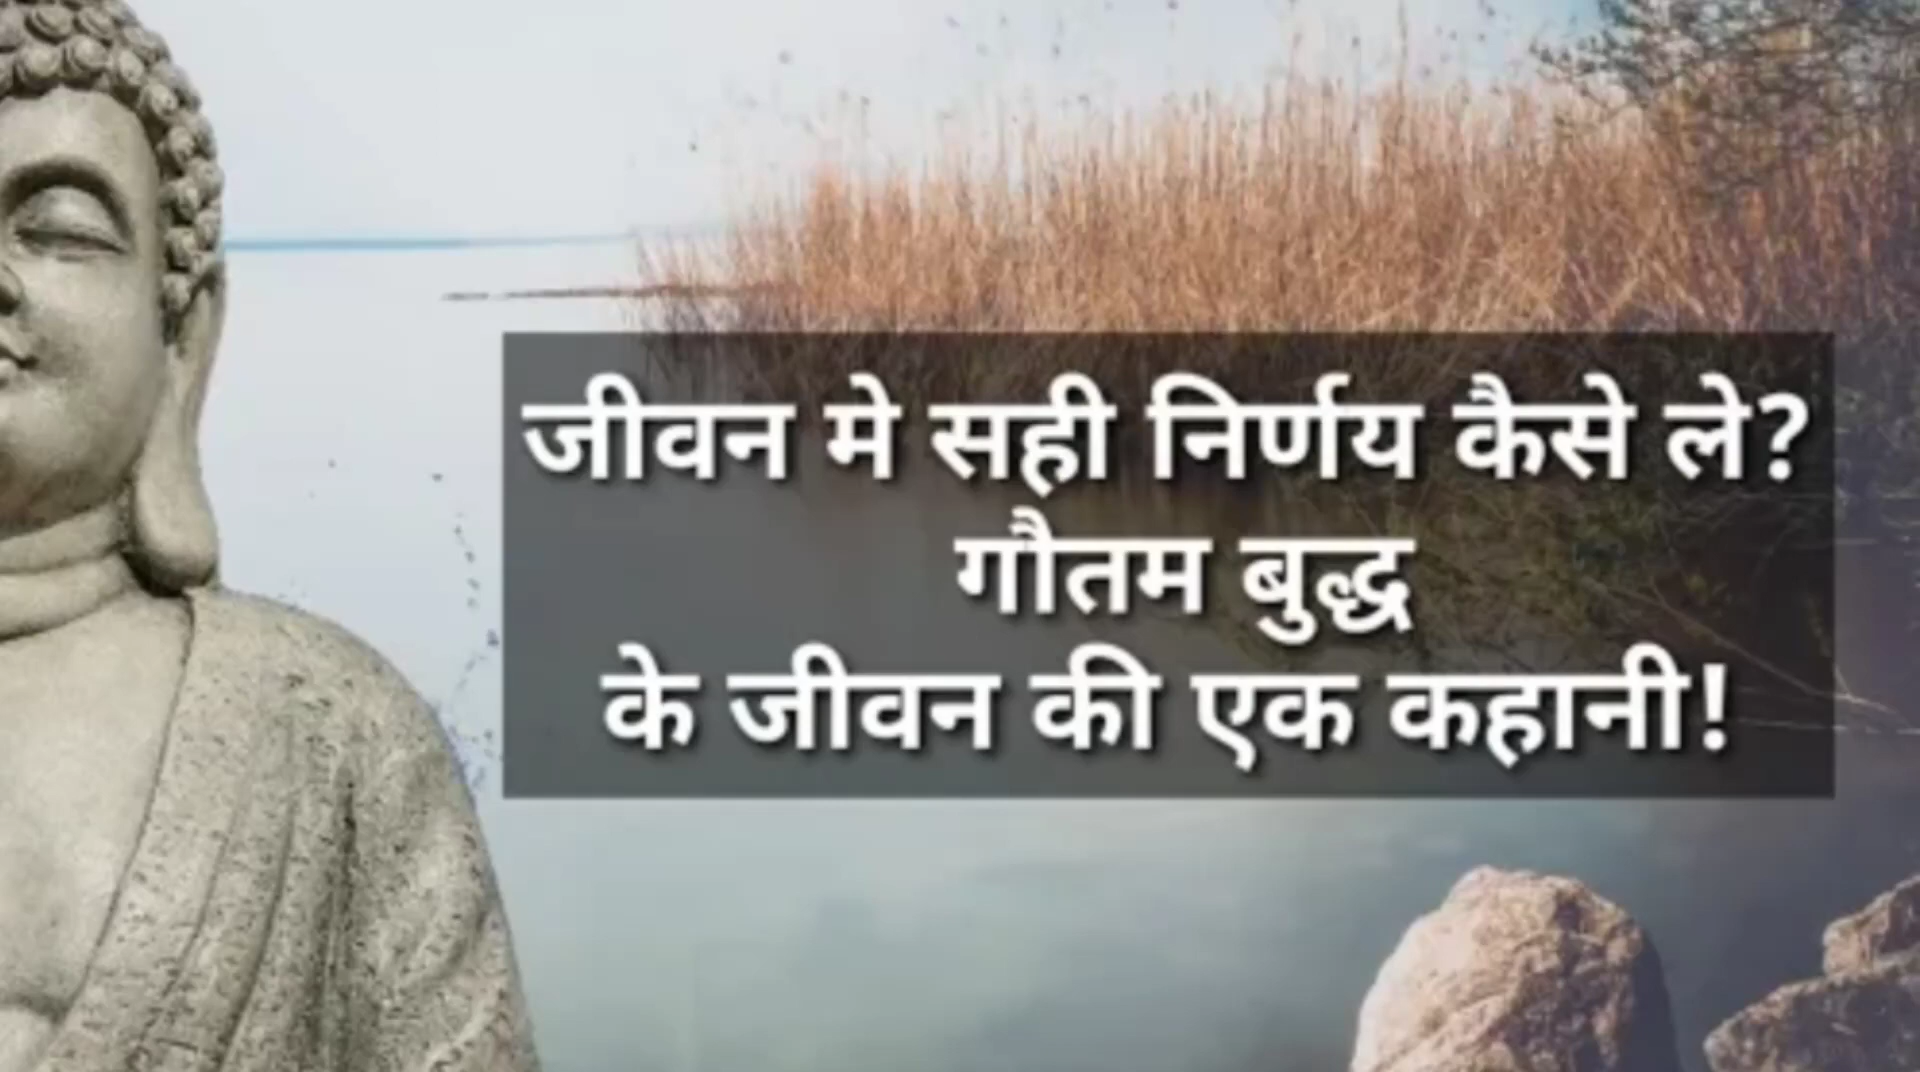 जीवन मे सही निर्णय कैसे ले?
गौतम बुद्ध
के जीवन की एक कहानी!